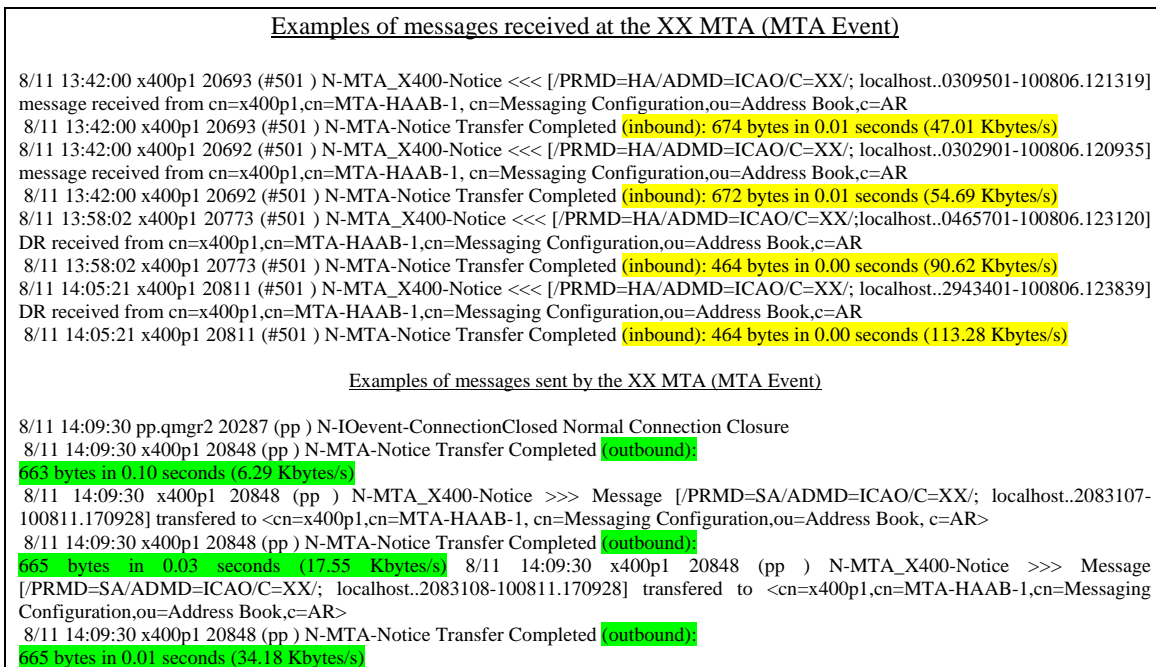 Examples of messages received at the XX MTA (MTA Event)
8/11 13:42:00 x400p1 20693 (#501 ) N-MTA_X400-Notice <<< [/PRMD=HA/ADMD=ICAO/C=XX/; localhost..0309501-100806.121319]
message received from cn=x400p1,cn=MTA-HAAB-1, cn=Messaging Configuration,ou=Address Book,c=AR
8/11 13:42:00 x400p1 20693 (#501 ) N-MTA-Notice Transfer Completed (inbound): 674 bytes in 0.01 seconds (47.01 Kbytes/s)
8/11 13:42:00 x400p1 20692 (#501 ) N-MTA_X400-Notice <<< [/PRMD=HA/ADMD=ICAO/C=XX/; localhost..0302901-100806.120935]
message received from cn=x400p1,cn=MTA-HAAB-1, cn=Messaging Configuration,ou=Address Book,c=AR
8/11 13:42:00 x400p1 20692 (#501 ) N-MTA-Notice Transfer Completed (inbound): 672 bytes in 0.01 seconds (54.69 Kbytes/s)
8/11 13:58:02 x400p1 20773 (#501 ) N-MTA_X400-Notice <<< [/PRMD=HA/ADMD=ICAO/C=XX/;localhost..0465701-100806.123120]
DR received from cn=x400p1,cn=MTA-HAAB-1,cn=Messaging Configuration,ou=Address Book,c=AR
8/11 13:58:02 x400p1 20773 (#501 ) N-MTA-Notice Transfer Completed (inbound): 464 bytes in 0.00 seconds (90.62 Kbytes/s)
8/11 14:05:21 x400p1 20811 (#501 ) N-MTA_X400-Notice <<< [/PRMD=HA/ADMD=ICAO/C=XX/; localhost..2943401-100806.123839]
DR received from cn=x400p1,cn=MTA-HAAB-1,cn=Messaging Configuration,ou=Address Book,c=AR
8/11 14:05:21 x400p1 20811 (#501 ) N-MTA-Notice Transfer Completed (inbound): 464 bytes in 0.00 seconds (113.28 Kbytes/s)
Examples of messages sent by the XX MTA (MTA Event)
8/11 14:09:30 pp.qmgr2 20287 (pp ) N-IOevent-ConnectionClosed Normal Connection Closure
8/11 14:09:30 x400p1 20848 (pp ) N-MTA-Notice Transfer Completed (outbound):
663 bytes in 0.10 seconds (6.29 Kbytes/s)
8/11 14:09:30 x400p1 20848 (pp ) N-MTA_X400-Notice >>> Message [/PRMD=SA/ADMD=ICAO/C=XX/; localhost..2083107-
100811.170928] transfered to <cn=x400p1,cn=MTA-HAAB-1, cn=Messaging Configuration,ou=Address Book, c=AR>
8/11 14:09:30 x400p1 20848 (pp ) N-MTA-Notice Transfer Completed (outbound):
665 bytes in 0.03 seconds (17.55 Kbytes/s) 8/11 14:09:30 x400p1 20848 (pp ) N-MTA_X400-Notice >>> Message
[/PRMD=SA/ADMD=ICAO/C=XX/; localhost..2083108-100811.170928] transfered to <cn=x400p1,cn=MTA-HAAB-1,cn=Messaging
Configuration,ou=Address Book,c=AR>
8/11 14:09:30 x400p1 20848 (pp ) N-MTA-Notice Transfer Completed (outbound):
665 bytes in 0.01 seconds (34.18 Kbytes/s)